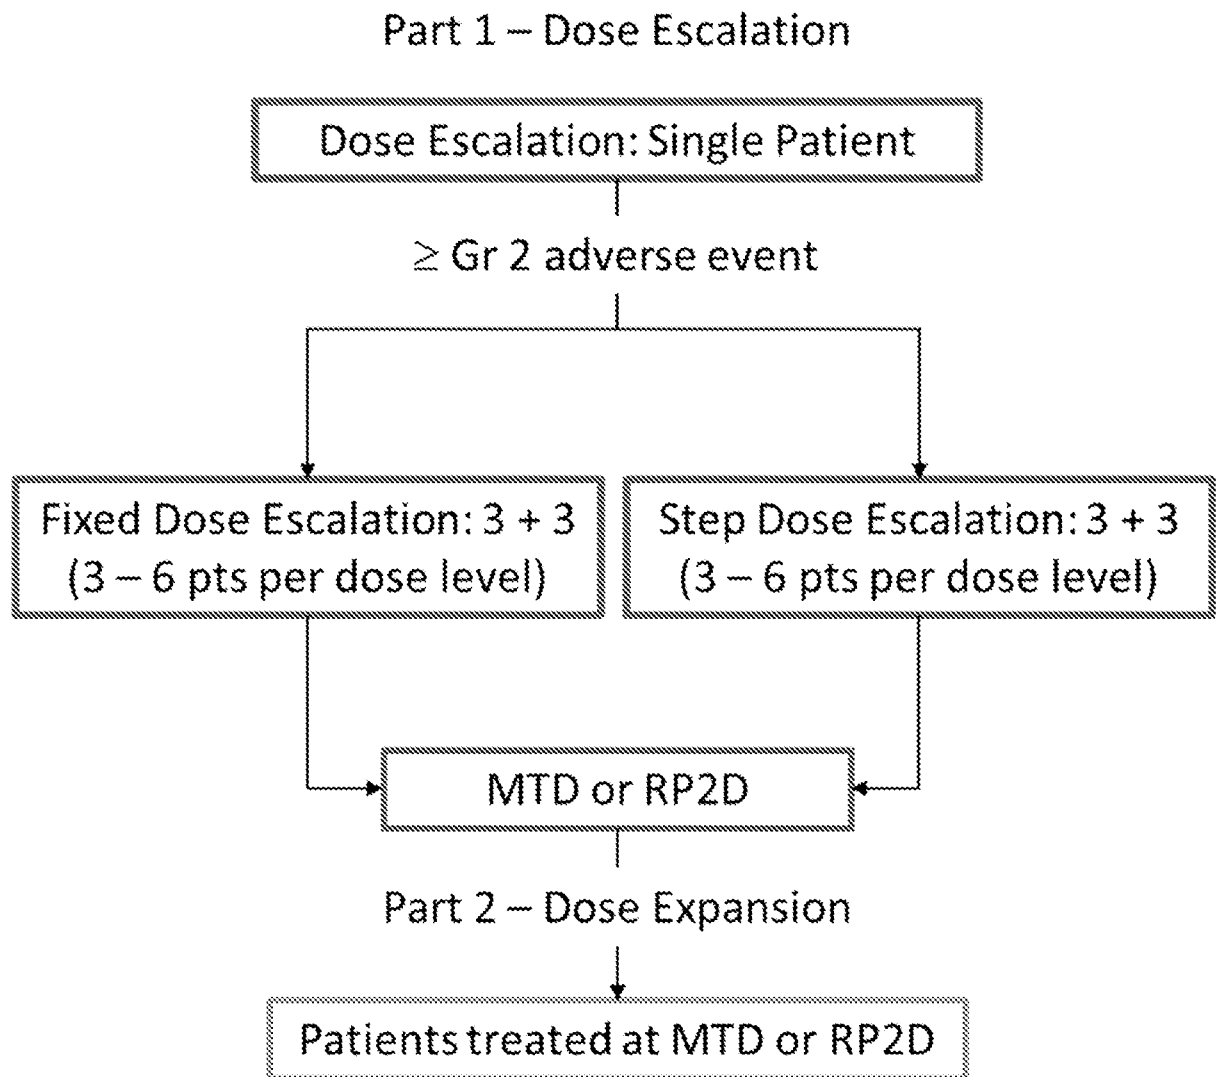 Part 1 – Dose Escalation
Dose Escalation: Single Patient
≥ Gr 2 adverse event
Fixed Dose Escalation: 3 + 3
(3 – 6 pts per dose level)
Step Dose Escalation: 3 + 3
(3 – 6 pts per dose level)
MTD or RP2D
Part 2 – Dose Expansion
Patients treated at MTD or RP2D